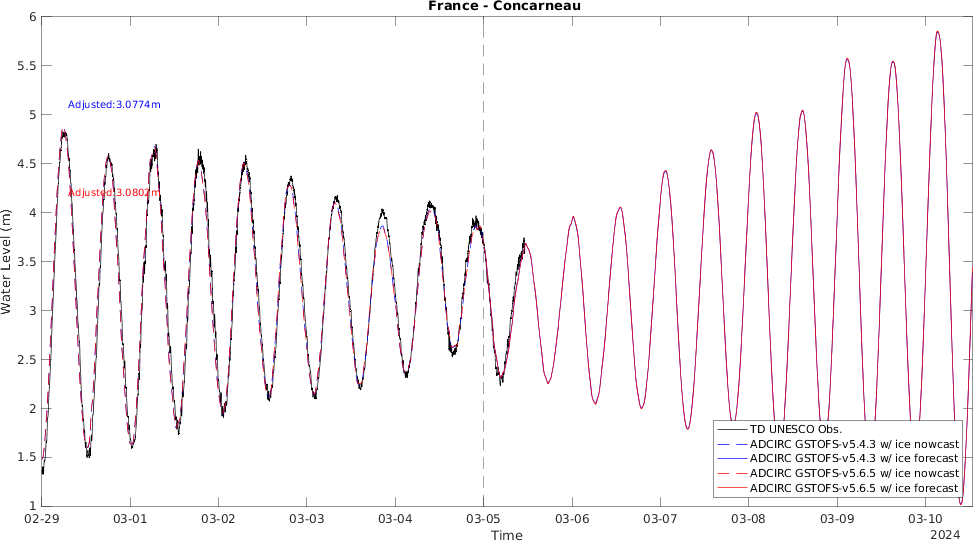 France - Concarneau
6
5.5
5
4.5
4
3.5
3
2.5
2
1.5
1
Water Level (m)
Adjusted:3.0774m
Adjusted:3.0802m
TD UNESCO Obs.
ADCIRC GSTOFS-v5.4.3 w/ ice nowcast
ADCIRC GSTOFS-v5.4.3 w/ ice forecast
ADCIRC GSTOFS-v5.6.5 w/ ice nowcast
ADCIRC GSTOFS-v5.6.5 w/ ice forecast
02-29 03-01 03-02 03-03 03-04 03-05 03-06 03-07 03-08 03-09 03-10
Time
2024